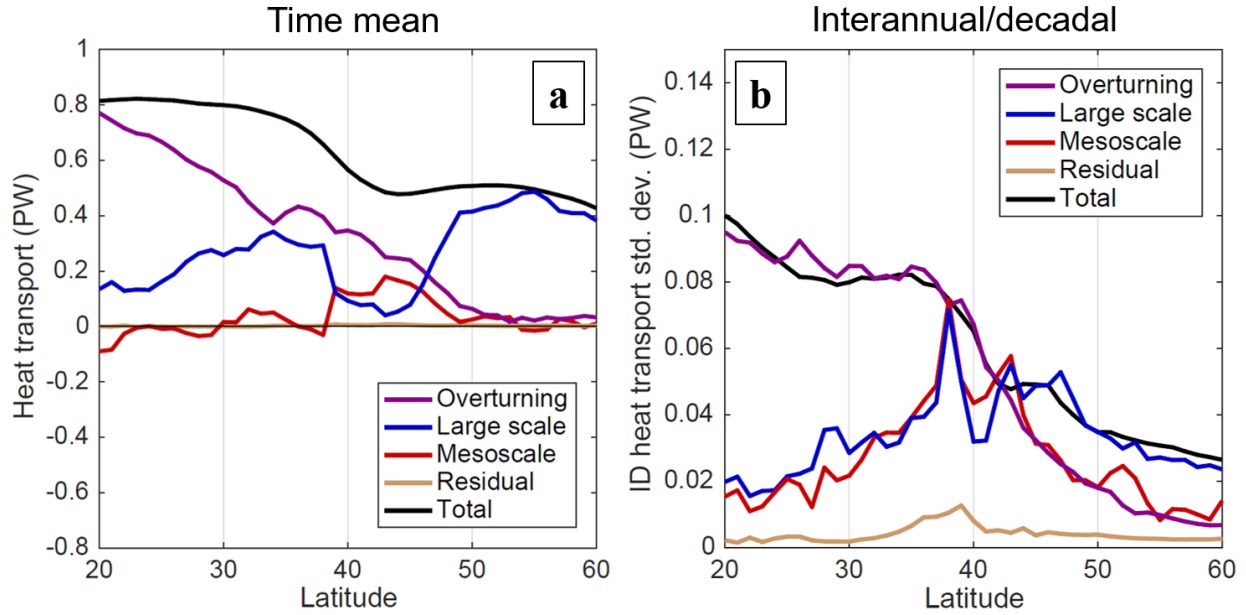 Time mean
1
0.8
0.6
0.4
0.2
0
-0.2
-0.4
-0.6
-0.8
Heat transport (PW)
a
Overturning
Large scale
Mesoscale
Residual
Total
20 30 40 50 60
Latitude
Interannual/decadal
0.14
0.12
0.1
0.08
0.06
0.04
0.02
0
ID heat transport std. dev. (PW)
b
Overturning
Large scale
Mesoscale
Residual
Total
20 30 40 50 60
Latitude